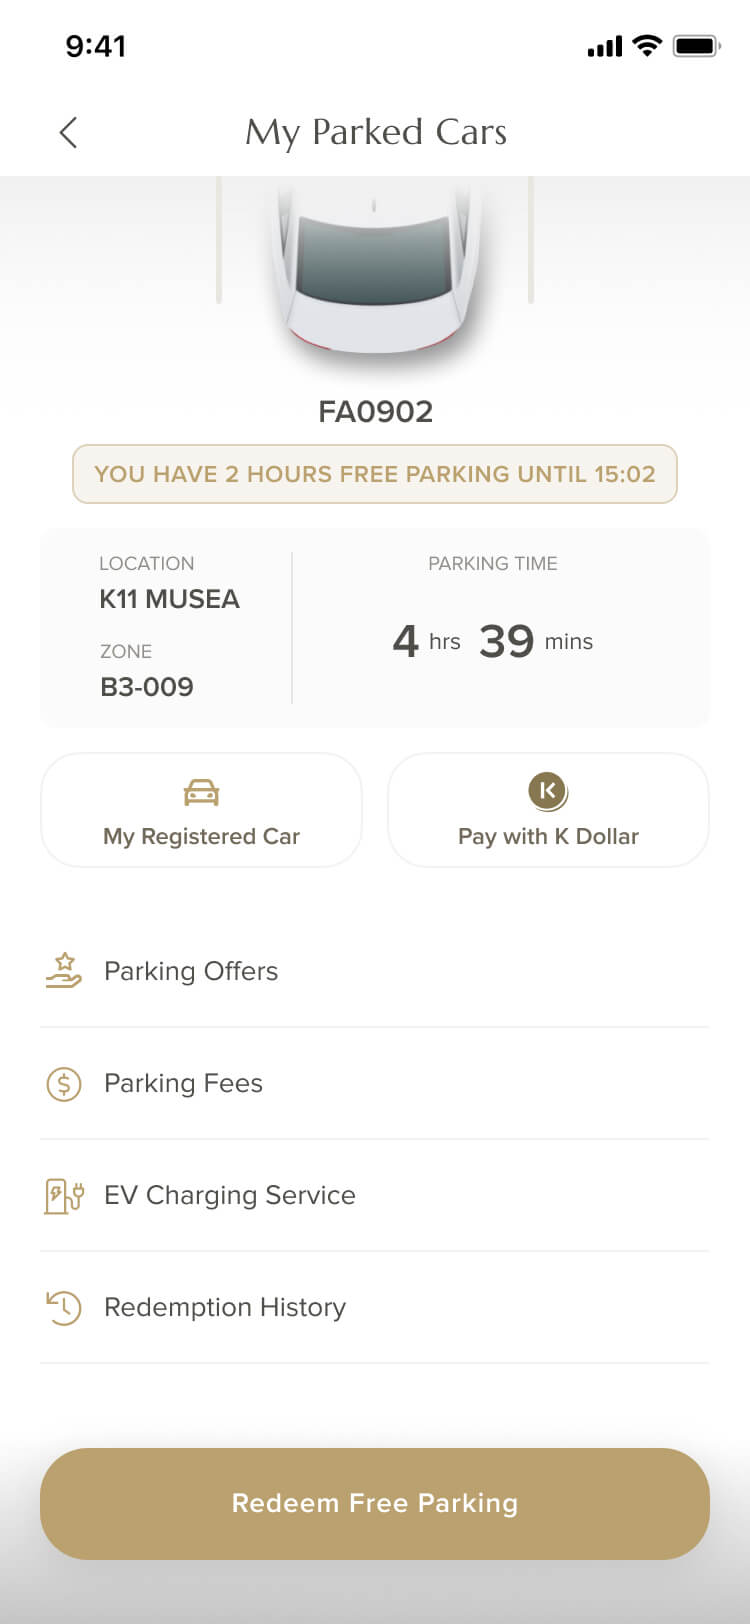 9:41
My Parked Cars
FA0902
YOU HAVE 2 HOURS FREE PARKING UNTIL 15:02
LOCATION
K11 MUSEA
ZONE
B3-009
PARKING TIME
4 hrs 39 mins
My Registered Car
K
Pay with K Dollar
Parking Offers
$ Parking Fees
EV Charging Service
Redemption History
Redeem Free Parking